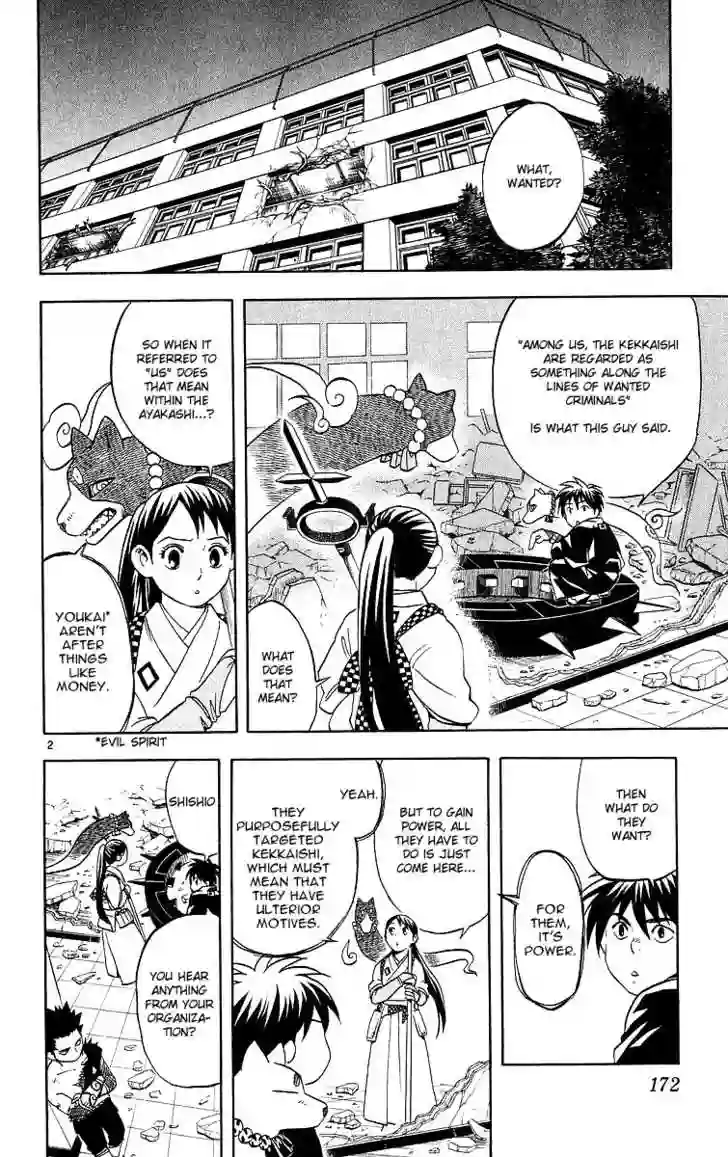 WHAT,
WANTED?
"AMONG
US, THE KEKKAISHI
ARE REGARDED AS
SOMETHING ALONG
THE LINES OF WANTED
CRIMINALS"
IS WHAT THIS GUY SAID.
WHAT
DOES
THAT
MEAN?
SO WHEN IT
REFERRED TO
"US" DOES
THAT MEAN
WITHIN THE
AYAKASHI...?
YOUKAI*
AREN'T
AFTER
THINGS
LIKE
MONEY.
2
*EVIL SPIRIT
THEN
WHAT DO
THEY
WANT?
FOR
THEM,
IT'S
POWER.
BUT TO GAIN
POWER, ALL
THEY HAVE TO
DO IS JUST
COME HERE...
YEAH.
THEY
PURPOSEFULLY
TARGETED
KEKKAISHI,
WHICH MUST
MEAN THAT
THEY HAVE
ULTERIOR
MOTIVES.
SHISHIO
YOU HEAR
ANYTHING
FROM YOUR
ORGANIZA-
TION?
172